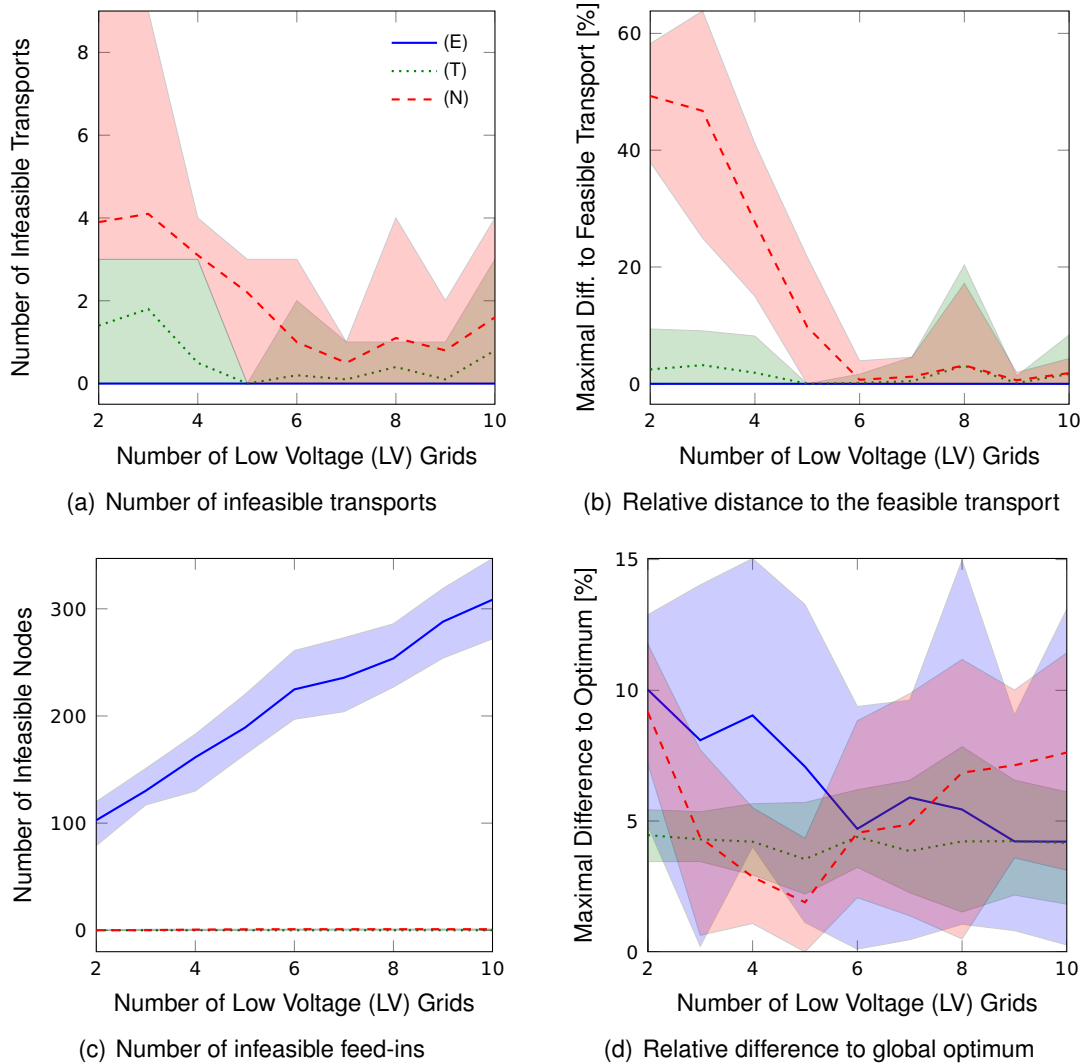 Number of Infeasible Transports
8
6
4
2
0
2 4 6 8 10
(E)
(T)
(N)
Number of Low Voltage (LV) Grids
(a) Number of infeasible transports
Maximal Diff. to Feasible Transport [%]
60
40
20
0
2 4 6 8 10
Number of Low Voltage (LV) Grids
(b) Relative distance to the feasible transport
Number of Infeasible Nodes
300
200
100
0
2 4 6 8 10
Number of Low Voltage (LV) Grids
(c) Number of infeasible feed-ins
Maximal Difference to Optimum [%]
15
10
5
0
2 4 6 8 10
Number of Low Voltage (LV) Grids
(d) Relative difference to global optimum